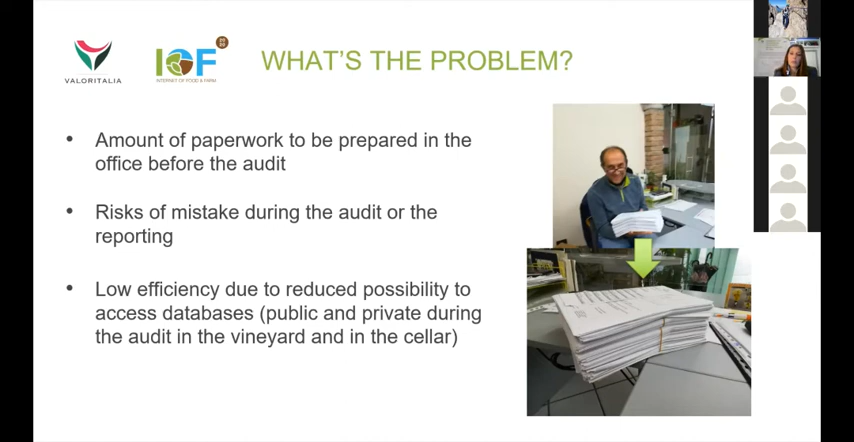 VALORITALIA
IOF
20
20
INTERNET OF FOOD & FARM
WHAT'S THE PROBLEM?
• Amount of paperwork to be prepared in the
office before the audit
• Risks of mistake during the audit or the
reporting
• Low efficiency due to reduced possibility to
access databases (public and private during
the audit in the vineyard and in the cellar)